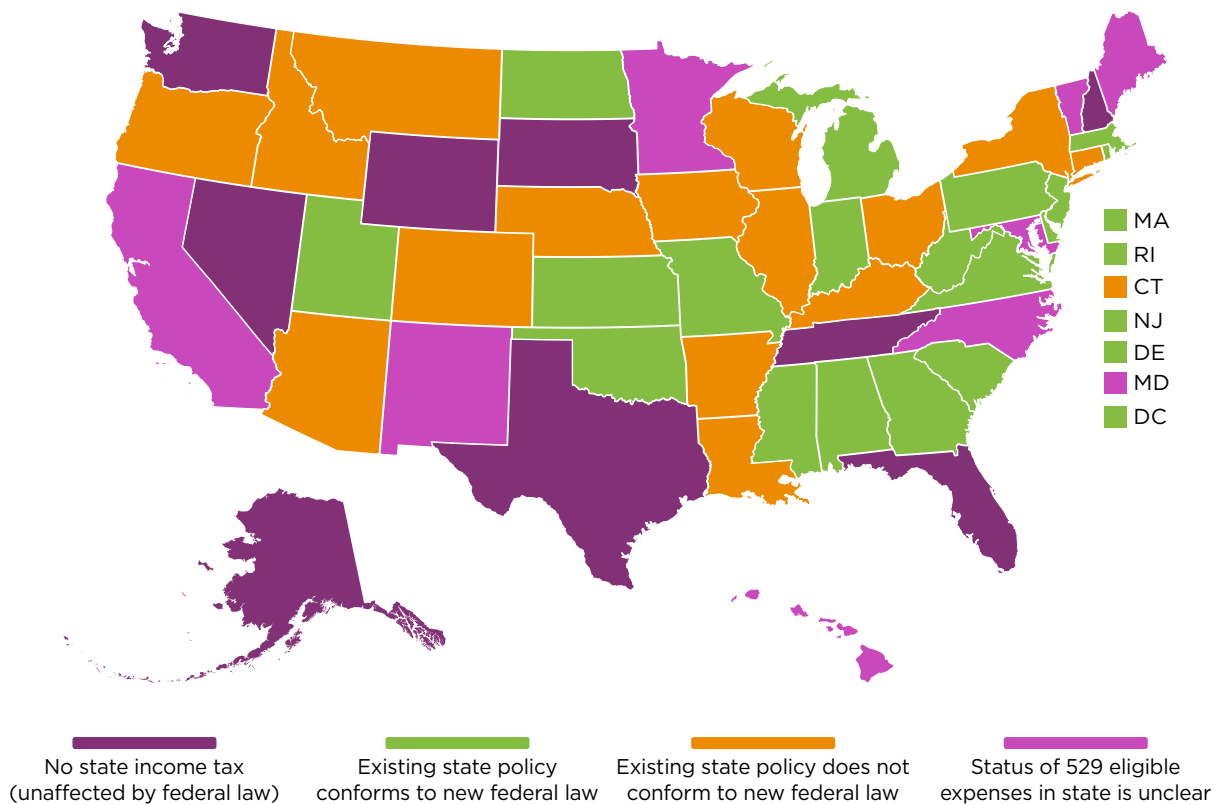 MA
RI
CT
NJ
DE
MD
DC
No state income tax
(unaffected by federal law)
Existing state policy
conforms to new federal law
Existing state policy does not
conform to new federal law
Status of 529 eligible
expenses in state is unclear